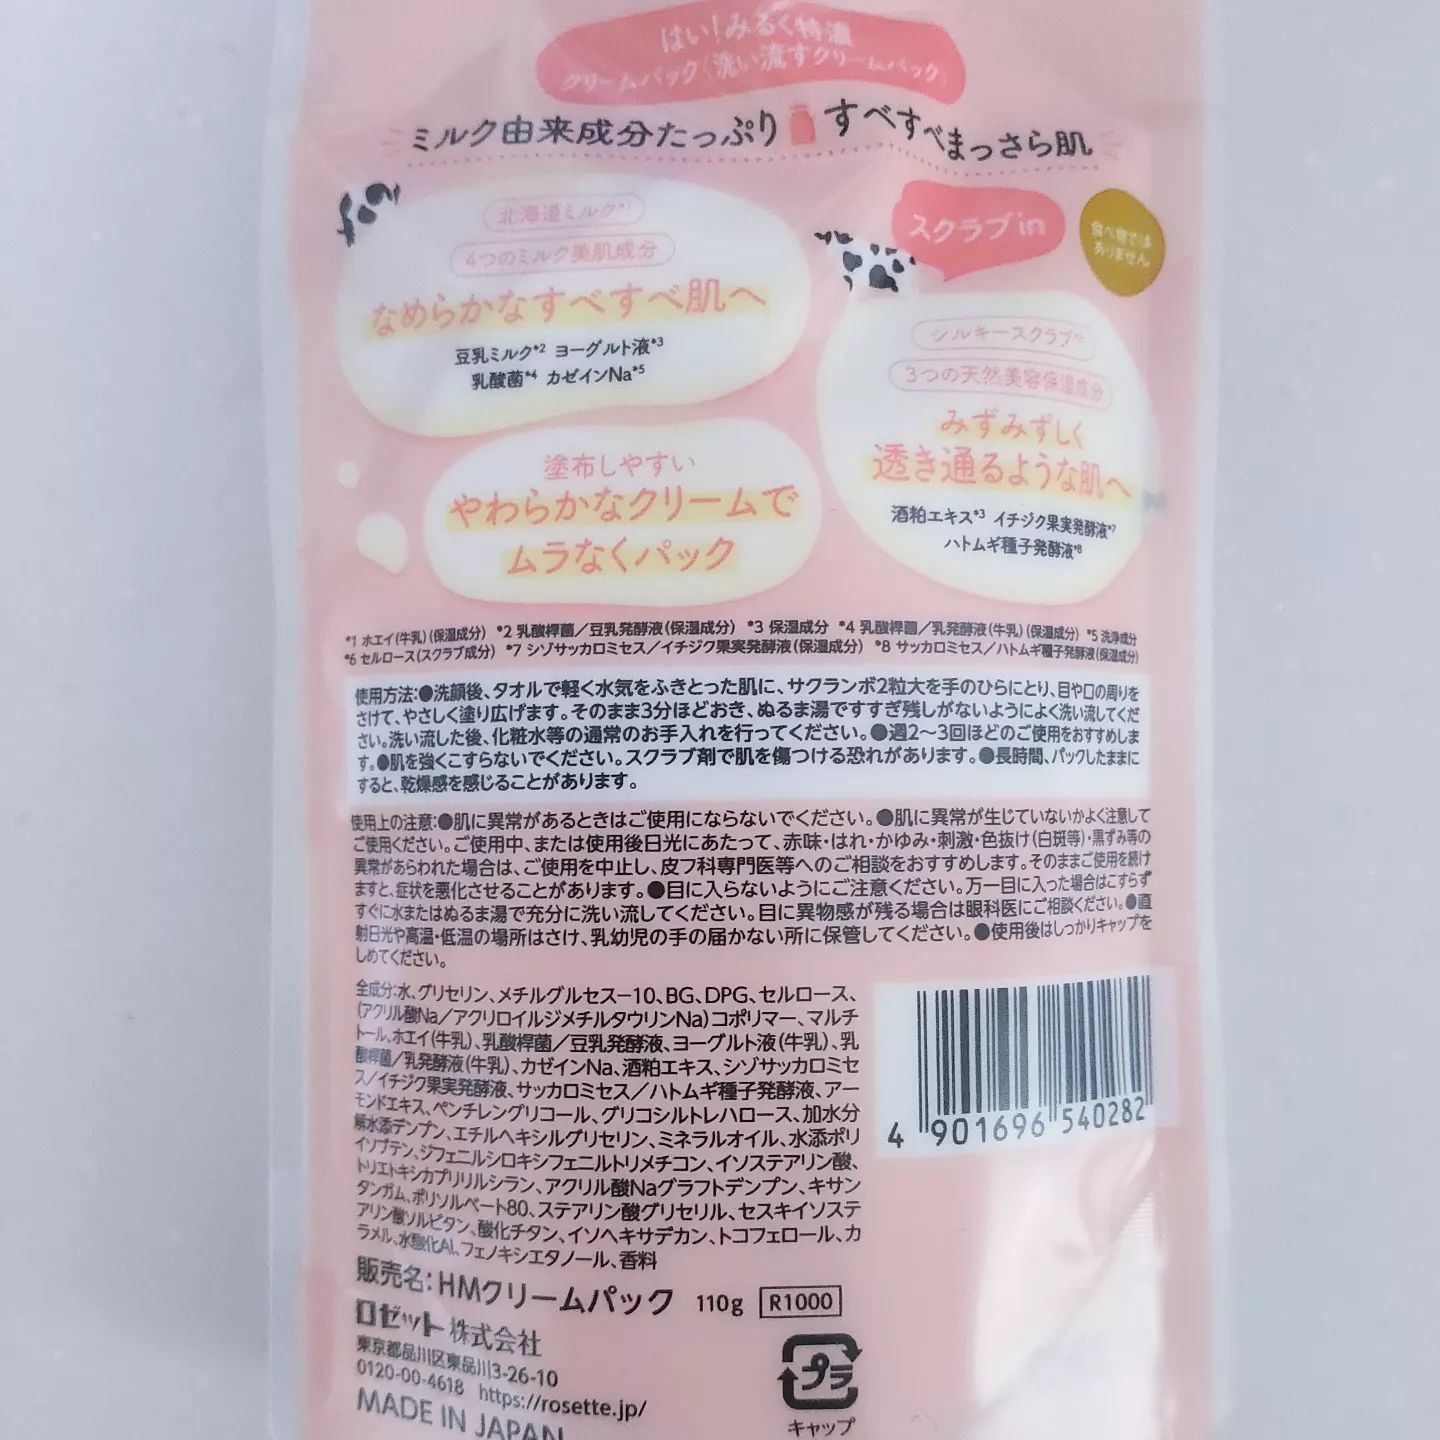 はい!みるく特濃
クリームパック〈洗い流すクリームパック〉
ミルク由来成分たっぷり すべすべまっさら肌
北海道ミルク*1
4つのミルク美肌成分
なめらかなすべすべ肌へ
豆乳ミルク*2 ヨーグルト液*3
乳酸菌*4 カゼインNa*5
スクラブin
食べ物では
ありません。
シルキースクラブ*6
3つの天然美容保湿成分
みずみずしく
透き通るような肌へ
酒粕エキス*3 イチジク果実発酵液*7
ハトムギ種子発酵液*8
塗布しやすい
やわらかなクリームで
ムラなくパック
*1 ホエイ(牛乳)(保湿成分) *2 乳酸桿菌/豆乳発酵液(保湿成分) *3 保湿成分 *4 乳酸桿菌/乳発酵液(牛乳)(保湿成分) *5 洗浄成分
*6 セルロース(スクラブ成分) *7 シゾサッカロミセス/イチジク果実発酵液(保湿成分) *8 サッカロミセス/ハトムギ種子発酵液(保湿成分)
使用方法:●洗顔後、タオルで軽く水気をふきとった肌に、サクランボ2粒大を手のひらにとり、目や口の周りを
さけて、やさしく塗り広げます。そのまま3分ほどおき、ぬるま湯ですすぎ残しがないようによく洗い流してくだ
さい。洗い流した後、化粧水等の通常のお手入れを行ってください。●週2〜3回ほどのご使用をおすすめしま
す。●肌を強くこすらないでください。スクラブ剤で肌を傷つける恐れがあります。●長時間、パックしたままに
すると、乾燥感を感じることがあります。
使用上の注意:●肌に異常があるときはご使用にならないでください。●肌に異常が生じていないかよく注意して
ご使用ください。ご使用中、または使用後日光にあたって、赤味・はれ・かゆみ・刺激・色抜け(白斑等)・黒ずみ等の
異常があらわれた場合は、ご使用を中止し、皮フ科専門医等へのご相談をおすすめします。そのままご使用を続け
ますと、症状を悪化させることがあります。●目に入らないようにご注意ください。万一目に入った場合はこすらず
すぐに水またはぬるま湯で充分に洗い流してください。目に異物感が残る場合は眼科医にご相談ください。●直
射日光や高温・低温の場所はさけ、乳幼児の手の届かない所に保管してください。●使用後はしっかりキャップを
しめてください。
全成分:水、グリセリン、メチルグルセス-10、BG、DPG、セルロース、
(アクリル酸Na/アクリロイルジメチルタウリンNa)コポリマー、マルチ
トール、ホエイ(牛乳)、乳酸桿菌/豆乳発酵液、ヨーグルト液(牛乳)、乳
酸桿菌/乳発酵液(牛乳)、カゼインNa、酒粕エキス、シゾサッカロミセ
ス/イチジク果実発酵液、サッカロミセス/ハトムギ種子発酵液、アー
モンドエキス、ペンチレングリコール、グリコシルトレハロース、加水分
解水添デンプン、エチルヘキシルグリセリン、ミネラルオイル、水添ポリ
イソブテン、ジフェニルシロキシフェニルトリメチコン、イソステアリン酸、
トリエトキシカプリリルシラン、アクリル酸Naグラフトデンプン、キサン
タンガム、ポリソルベート80、ステアリン酸グリセリル、セスキイソステ
アリン酸ソルビタン、酸化チタン、イソヘキサデカン、トコフェロール、カ
ラメル、水酸化Al、フェノキシエタノール、香料
4 901696 540282
販売名:HMクリームパック 110g R1000
ロゼット株式会社
東京都品川区東品川3-26-10
0120-00-4618 https://rosette.jp/
MADE IN JAPAN
プラ
キャップ